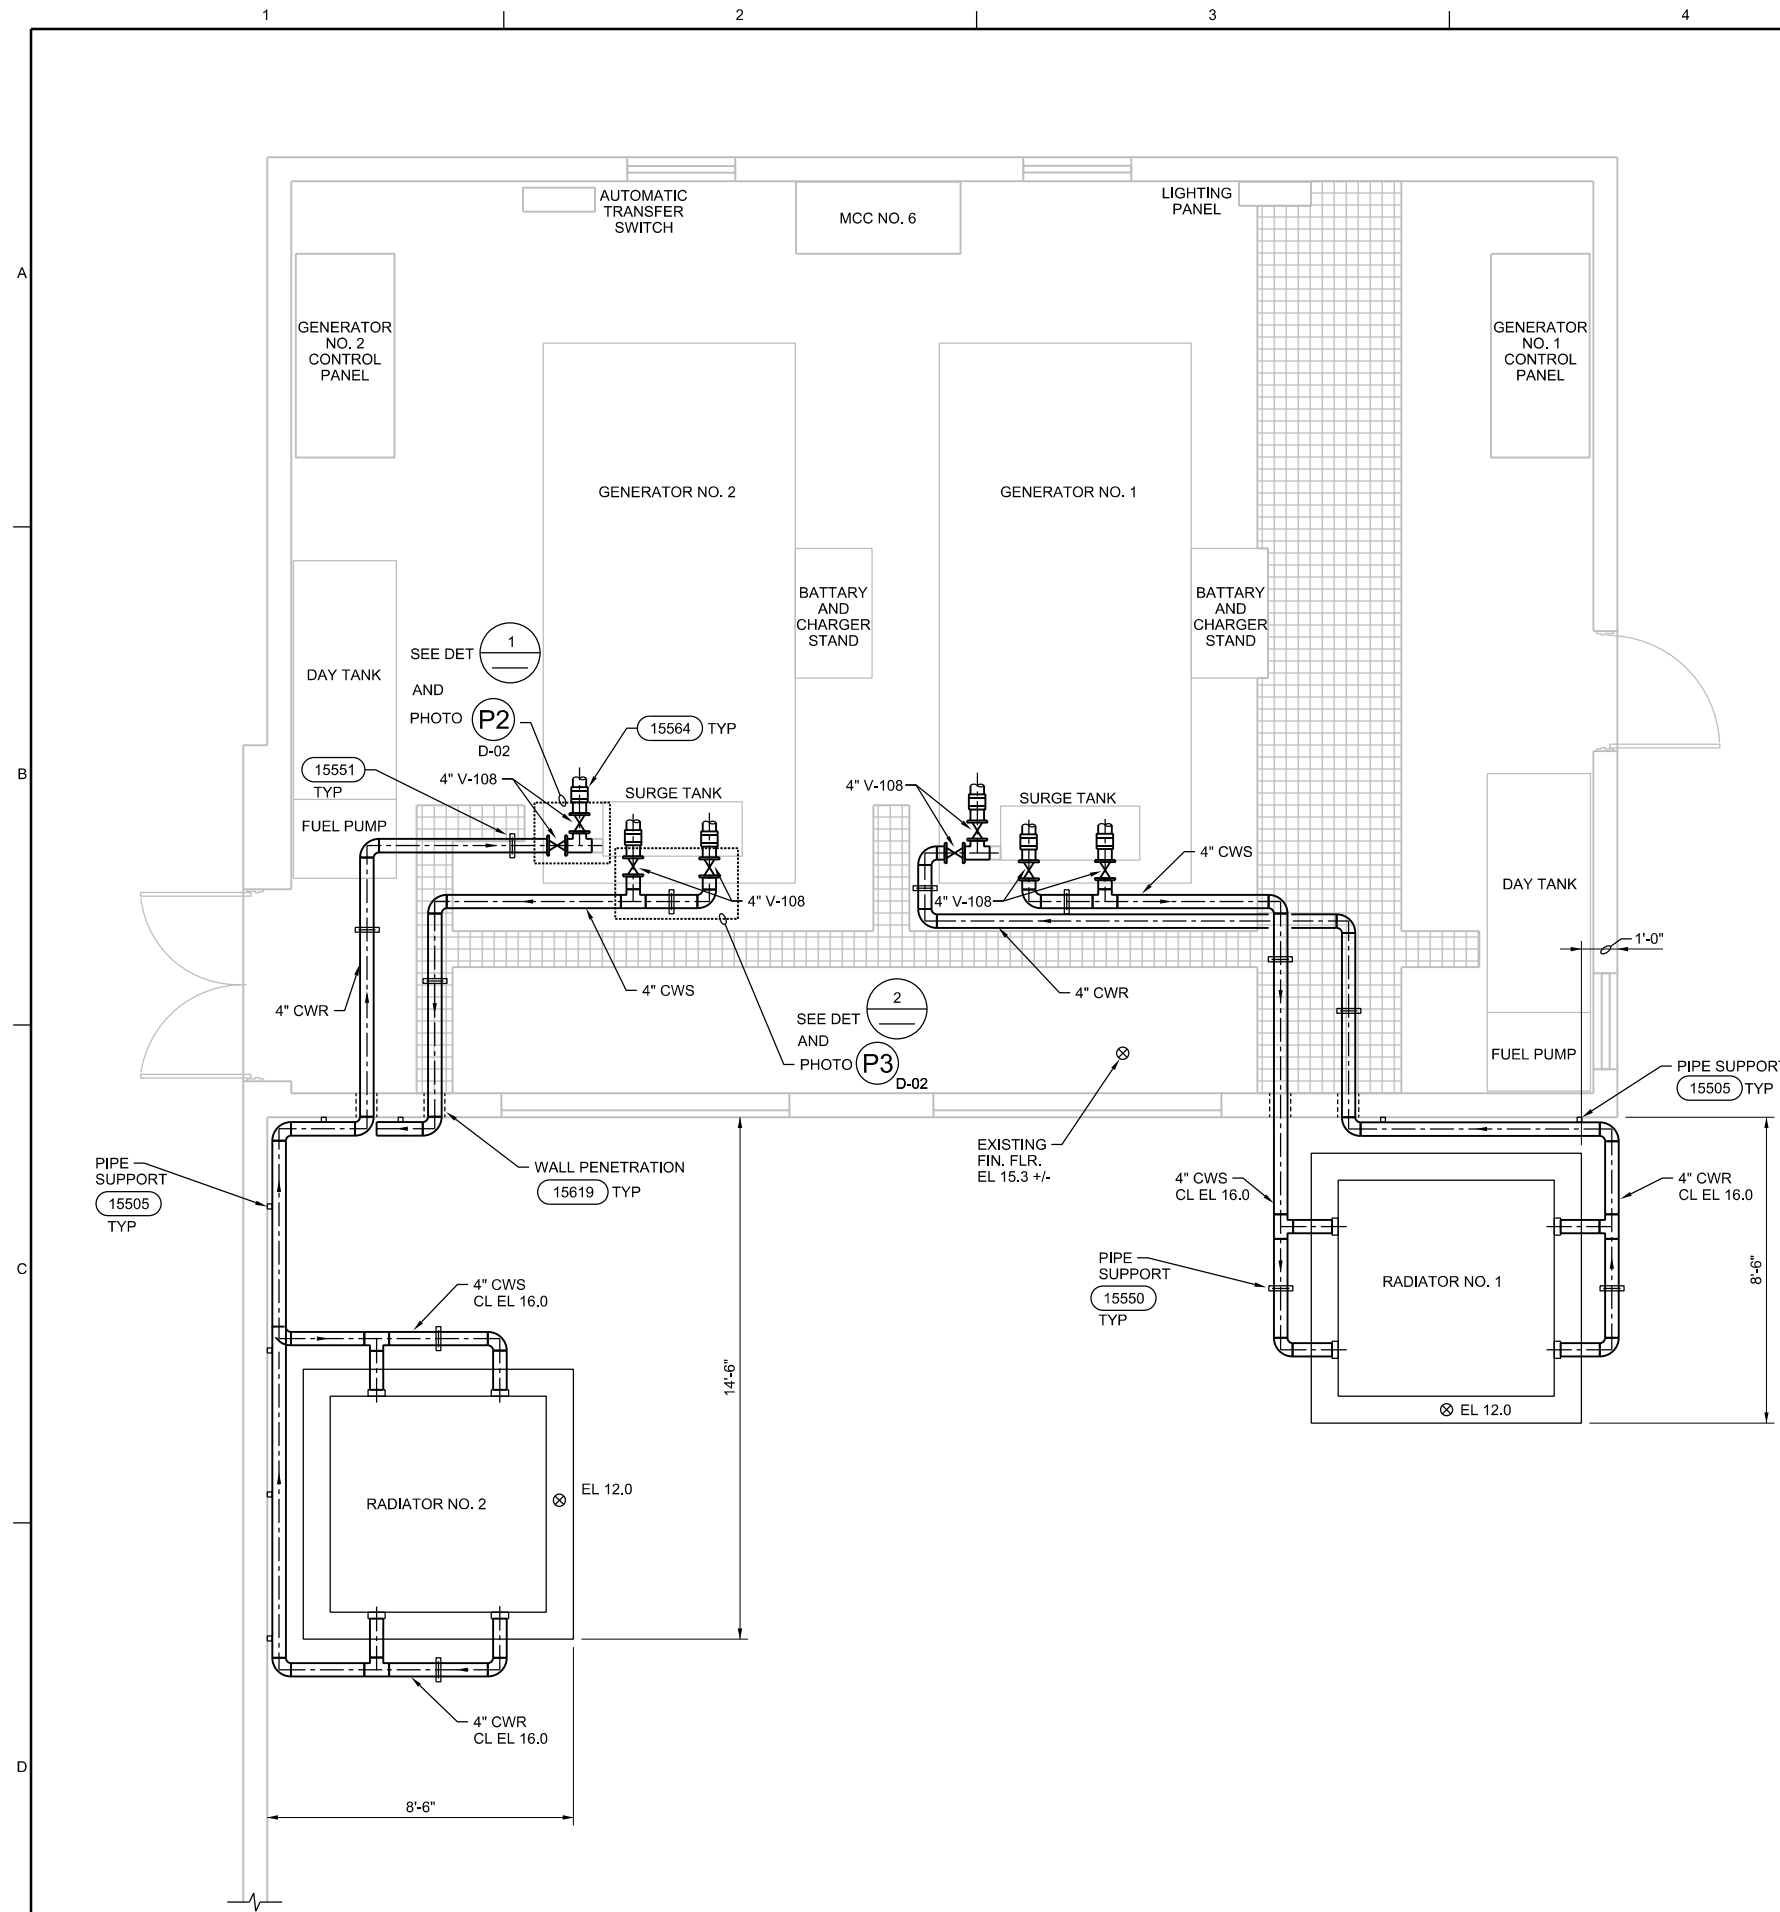 1
2
3
4
A
B
C
D
AUTOMATIC
TRANSFER
SWITCH
MCC NO. 6
LIGHTING
PANEL
GENERATOR
NO. 2
CONTROL
PANEL
GENERATOR
NO. 1
CONTROL
PANEL
GENERATOR NO. 2
GENERATOR NO. 1
BATTARY
AND
CHARGER
STAND
BATTARY
AND
CHARGER
STAND
SEE DET
1
AND
PHOTO
P2
D-02
DAY TANK
15564 TYP
15551
TYP
4" V-108
SURGE TANK
4" V-108
SURGE TANK
FUEL PUMP
4" CWS
4" V-108
4" V-108
DAY TANK
1'-0"
4" CWR
4" CWS
4" CWR
SEE DET
2
AND
PHOTO
P3
D-02
FUEL PUMP
PIPE SUPPORT
15505 TYP
EXISTING
FIN. FLR.
EL 15.3 +/-
PIPE
SUPPORT
15505
TYP
WALL PENETRATION
15619 TYP
4" CWS
CL EL 16.0
4" CWR
CL EL 16.0
PIPE
SUPPORT
15550
TYP
RADIATOR NO. 1
8'-6"
4" CWS
CL EL 16.0
14'-6"
EL 12.0
EL 12.0
RADIATOR NO. 2
4" CWR
CL EL 16.0
8'-6"